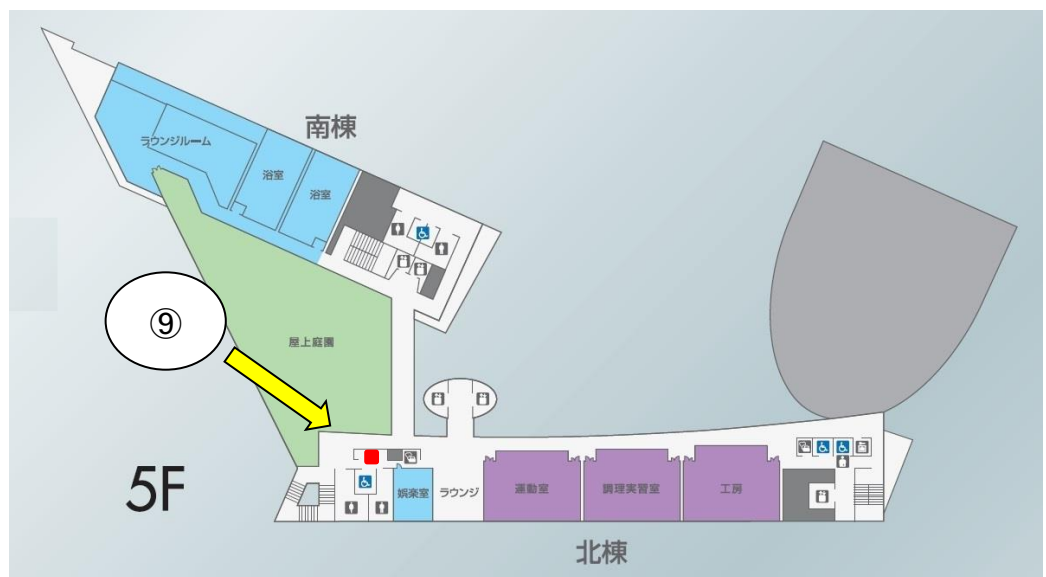 南棟
ラウンジルーム
浴室
浴室
⑨
屋上庭園
5F
娯楽室
ラウンジ
運動室
調理実習室
工房
北棟